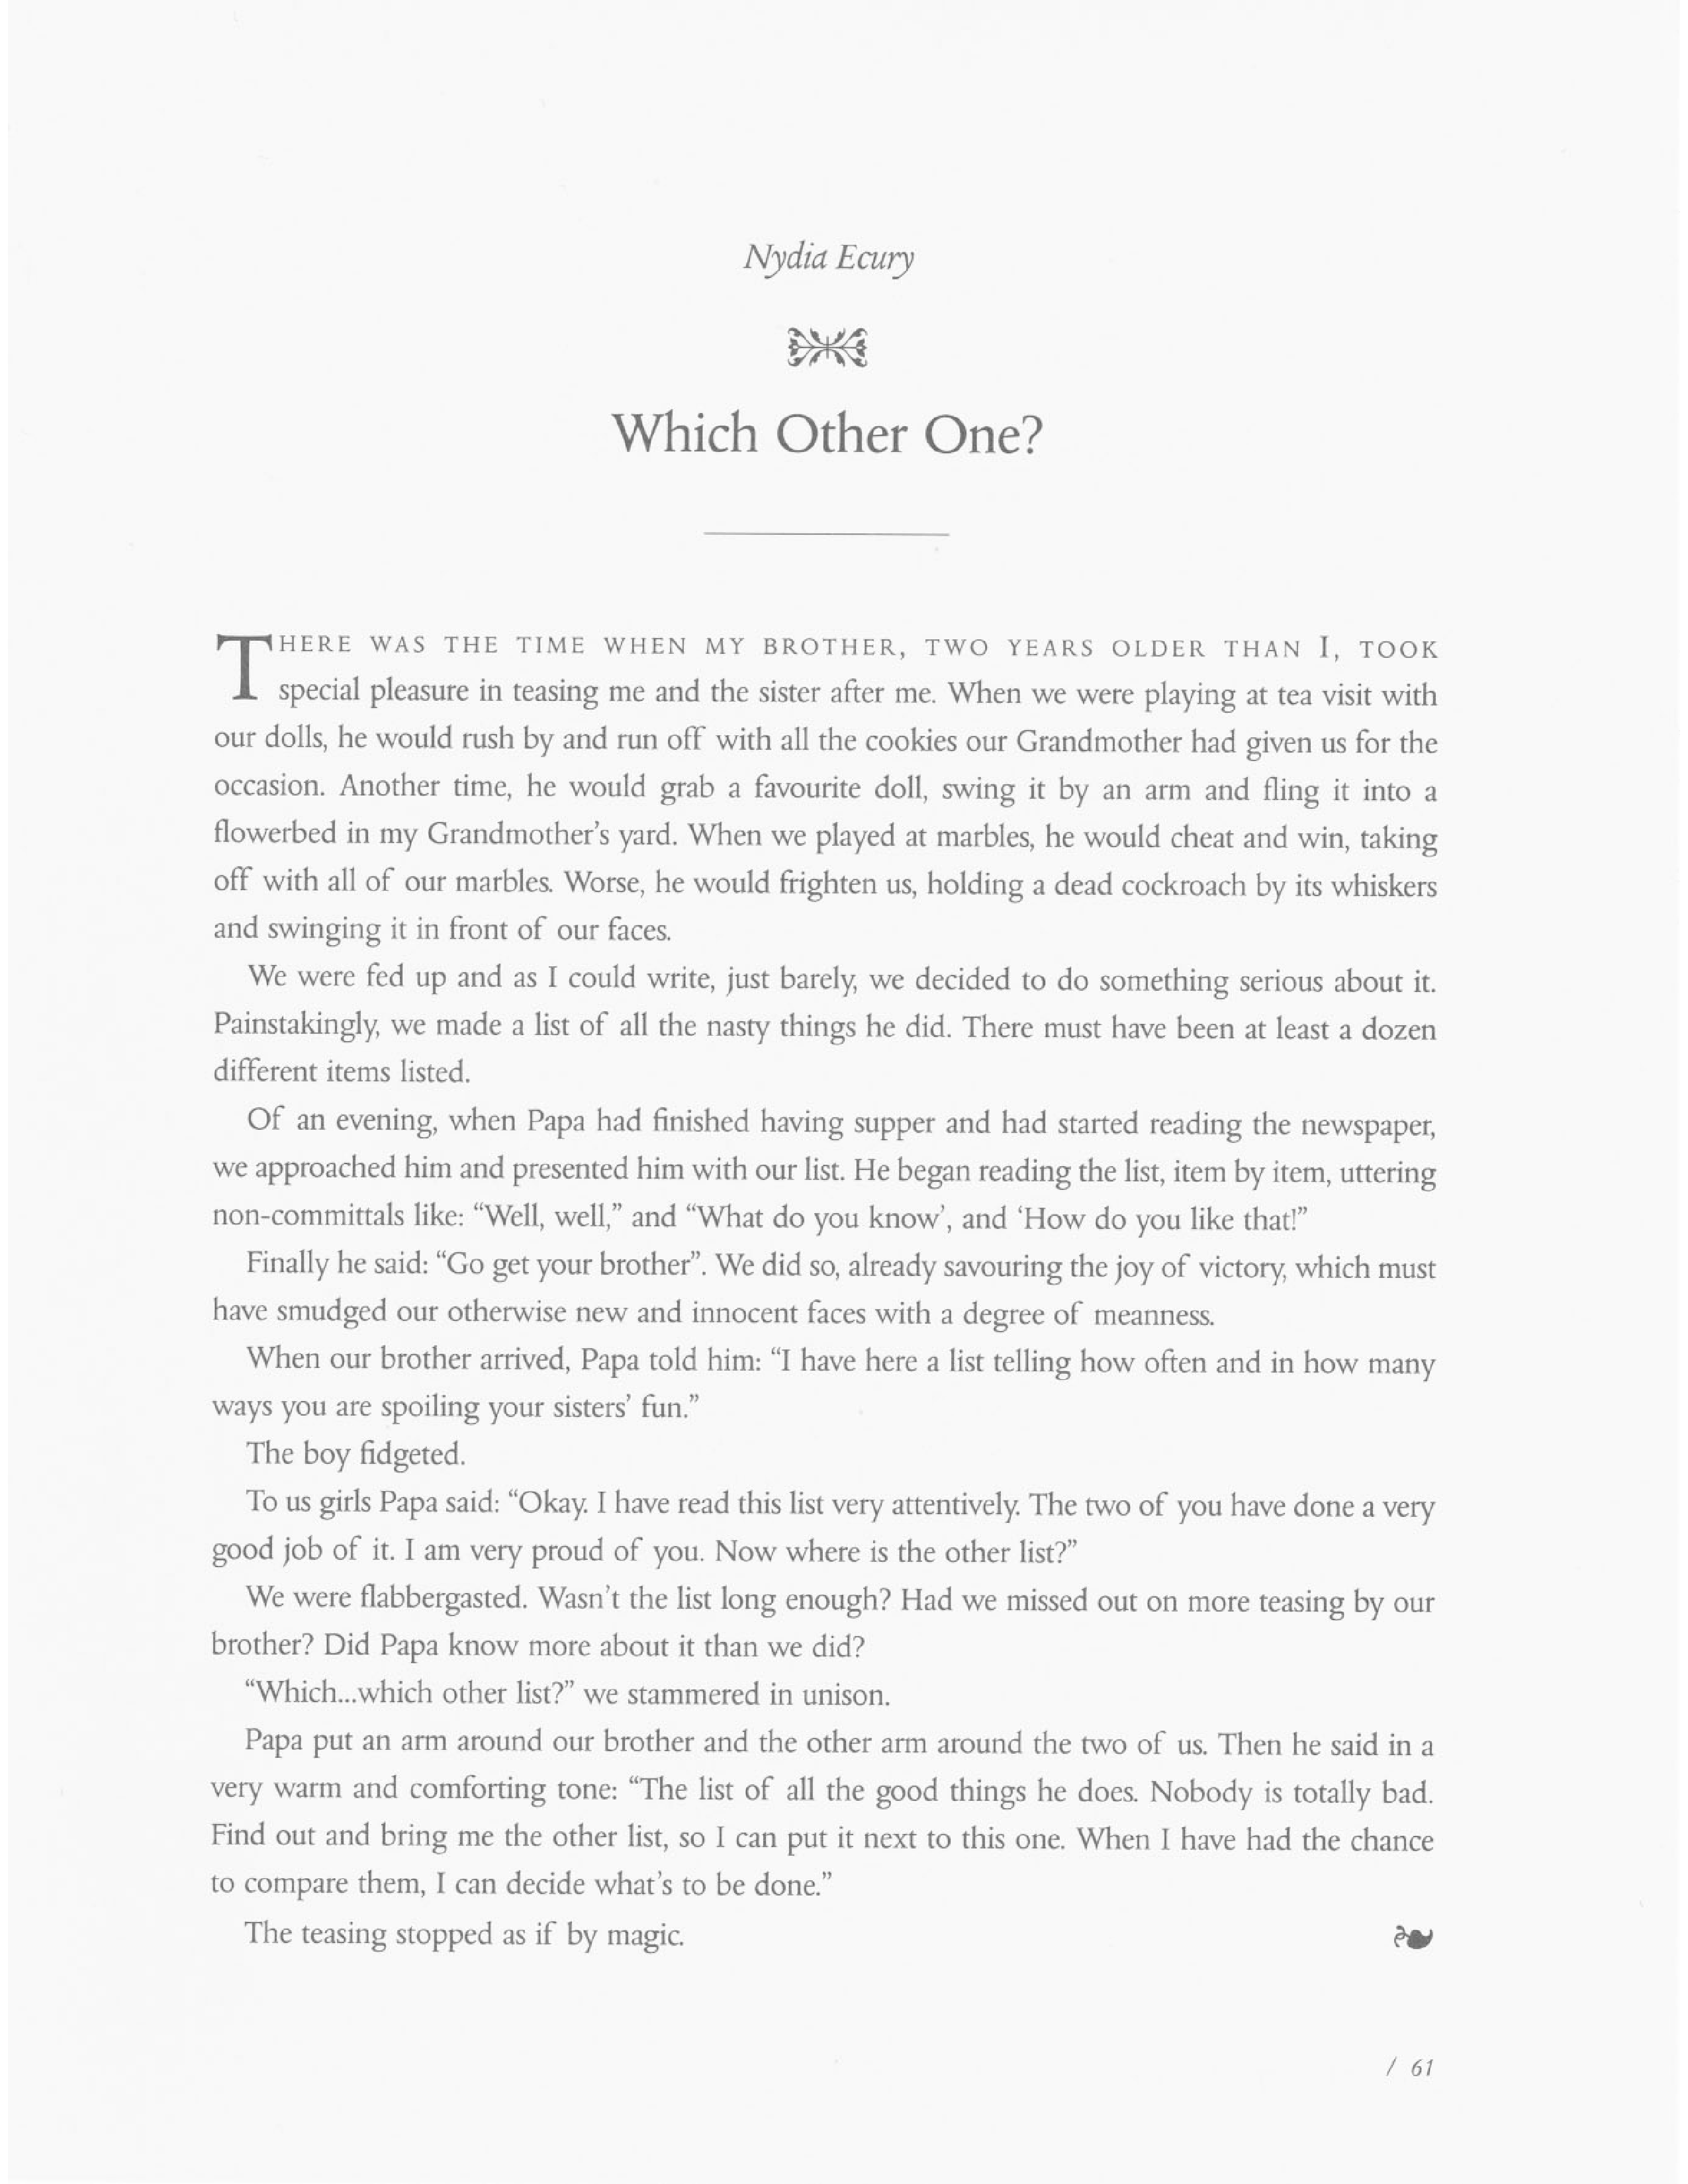 Nydia Ecury
Which Other One?
THERE WAS THE TIME WHEN MY BROTHER, TWO YEARS OLDER THAN I, TOOK
special pleasure in teasing me and the sister after me. When we were playing at tea visit with
our dolls, he would rush by and run off with all the cookies our Grandmother had given us for the
occasion. Another time, he would grab a favourite doll, swing it by an arm and fling it into a
flowerbed in my Grandmother's yard. When we played at marbles, he would cheat and win, taking
off with all of our marbles. Worse, he would frighten us, holding a dead cockroach by its whiskers
and swinging it in front of our faces.
We were fed up and as I could write, just barely, we decided to do something serious about it.
Painstakingly, we made a list of all the nasty things he did. There must have been at least a dozen
different items listed.
Of an evening, when Papa had finished having supper and had started reading the newspaper,
we approached him and presented him with our list. He began reading the list, item by item, uttering
non-committals like: “Well, well,” and “What do you know’, and ‘How do you like that!”
Finally he said: “Go get your brother”. We did so, already savouring the joy of victory, which must
have smudged our otherwise new and innocent faces with a degree of meanness.
When our brother arrived, Papa told him: “I have here a list telling how often and in how many
ways you are spoiling your sisters’ fun.”
The boy fidgeted.
To us girls Papa said: “Okay. I have read this list very attentively. The two of you have done a very
good job of it. I am very proud of you. Now where is the other list?”
We were flabbergasted. Wasn't the list long enough? Had we missed out on more teasing by our
brother? Did Papa know more about it than we did?
“Which...which other list?” we stammered in unison.
Papa put an arm around our brother and the other arm around the two of us. Then he said in a
very warm and comforting tone: “The list of all the good things he does. Nobody is totally bad.
Find out and bring me the other list, so I can put it next to this one. When I have had the chance
to compare them, I can decide what's to be done.”
The teasing stopped as if by magic.
/ 61